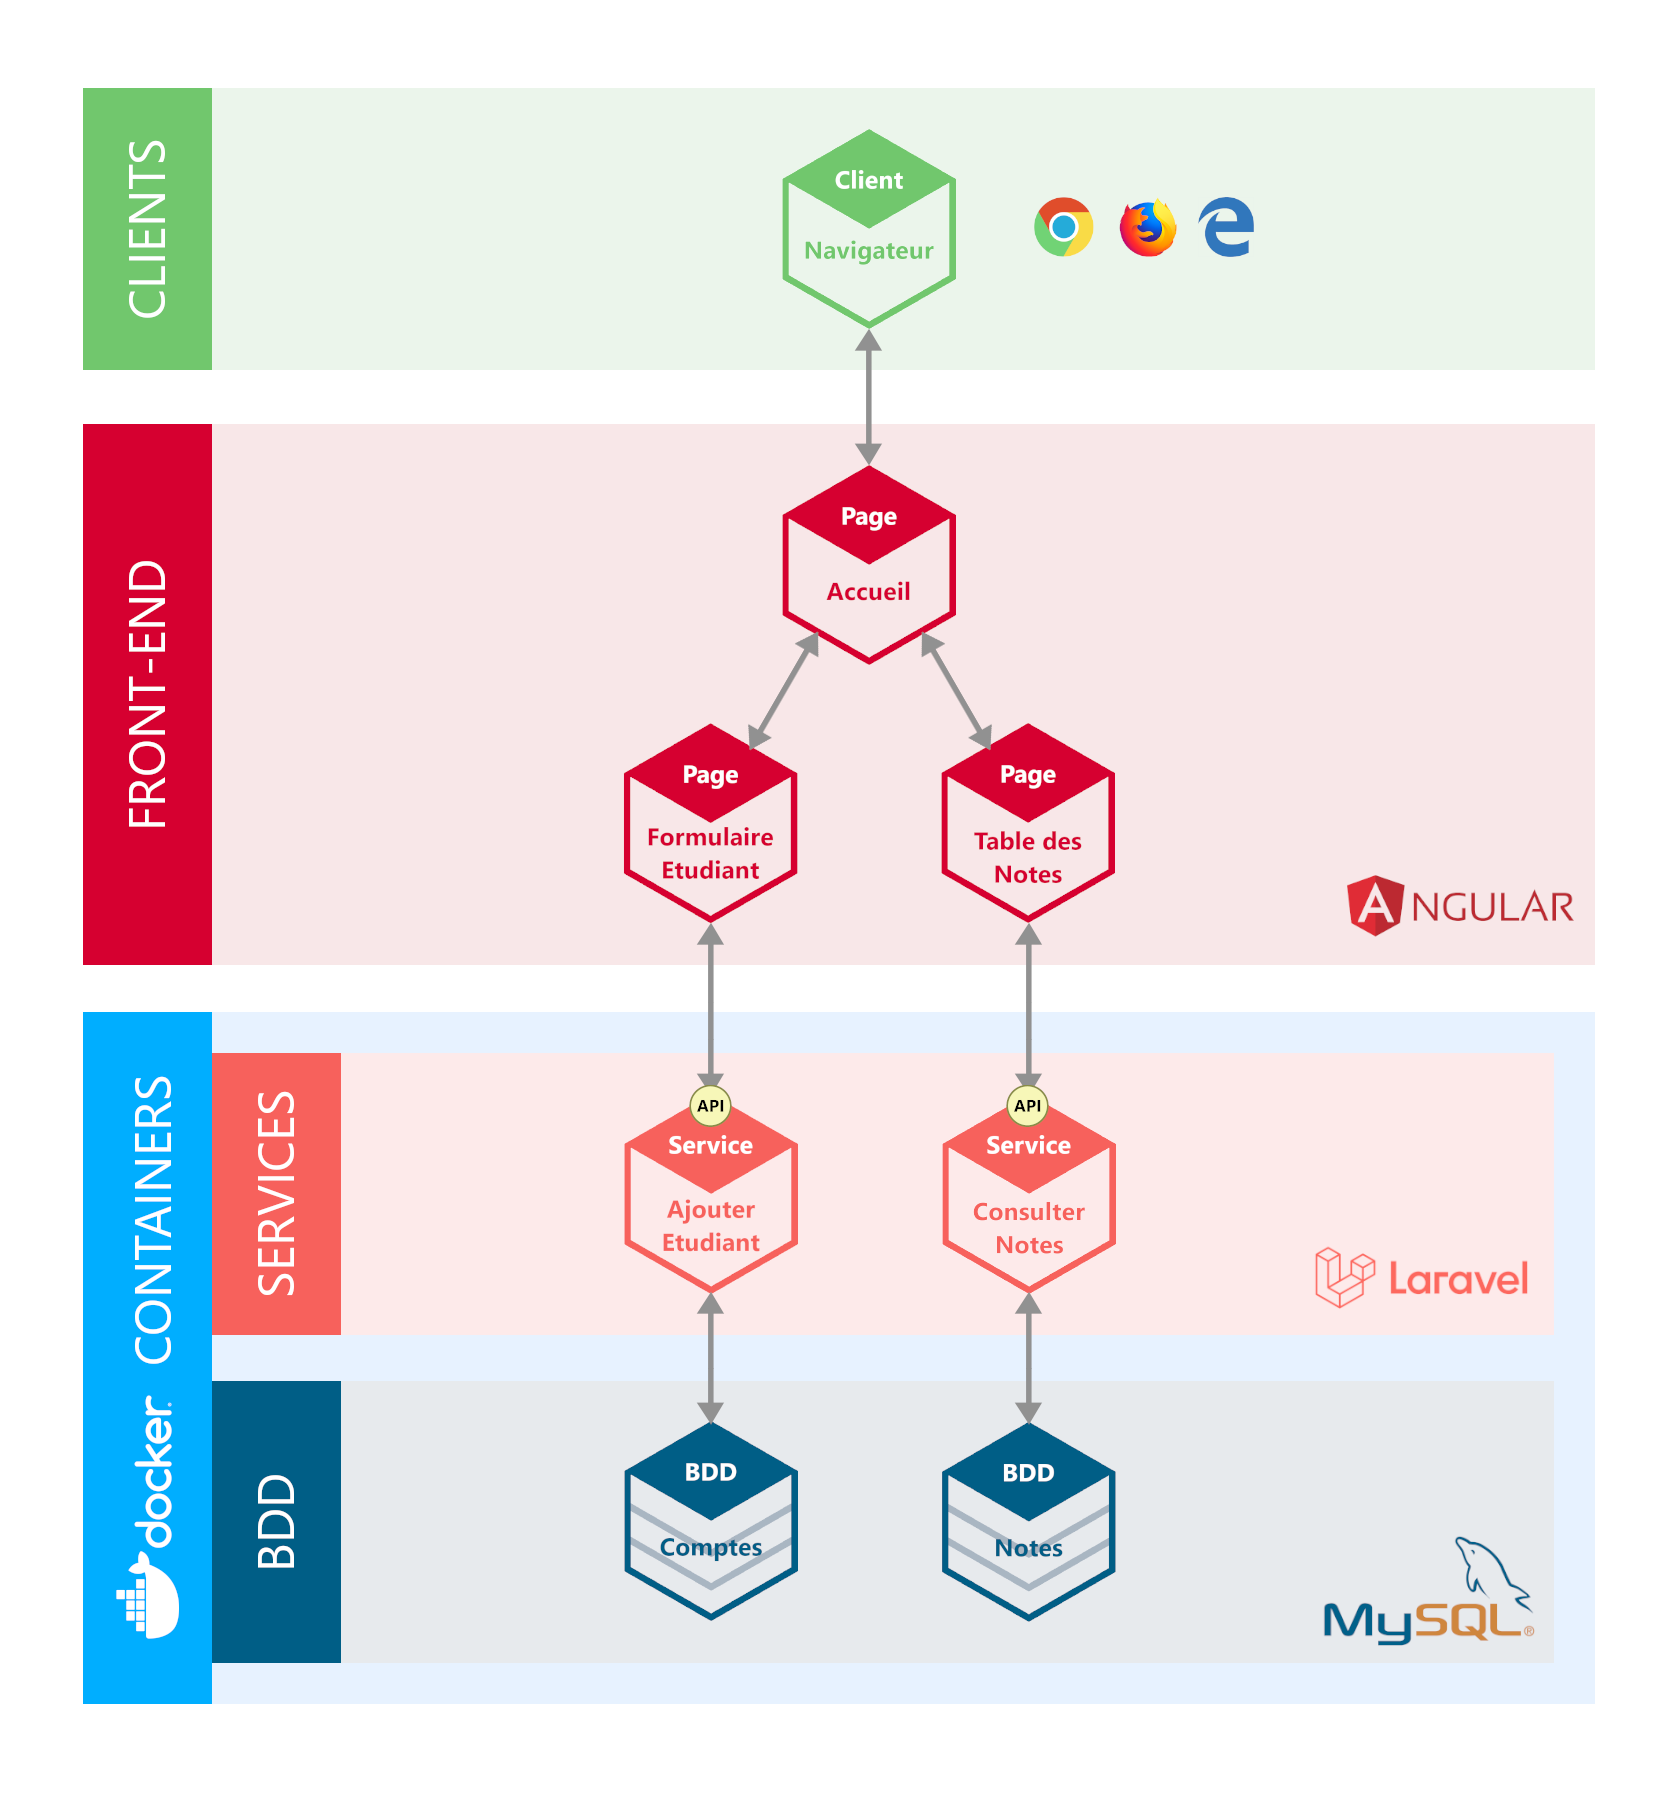 CLIENTS
Client
Navigateur
FRONT-END
Page
Accueil
Page
Formulaire
Etudiant
Page
Table des
Notes
ANGULAR
CONTAINERS
docker
SERVICES
API
Service
Ajouter
Etudiant
API
Service
Consulter
Notes
Laravel
BDD
BDD
Comptes
BDD
Notes
MySQL®